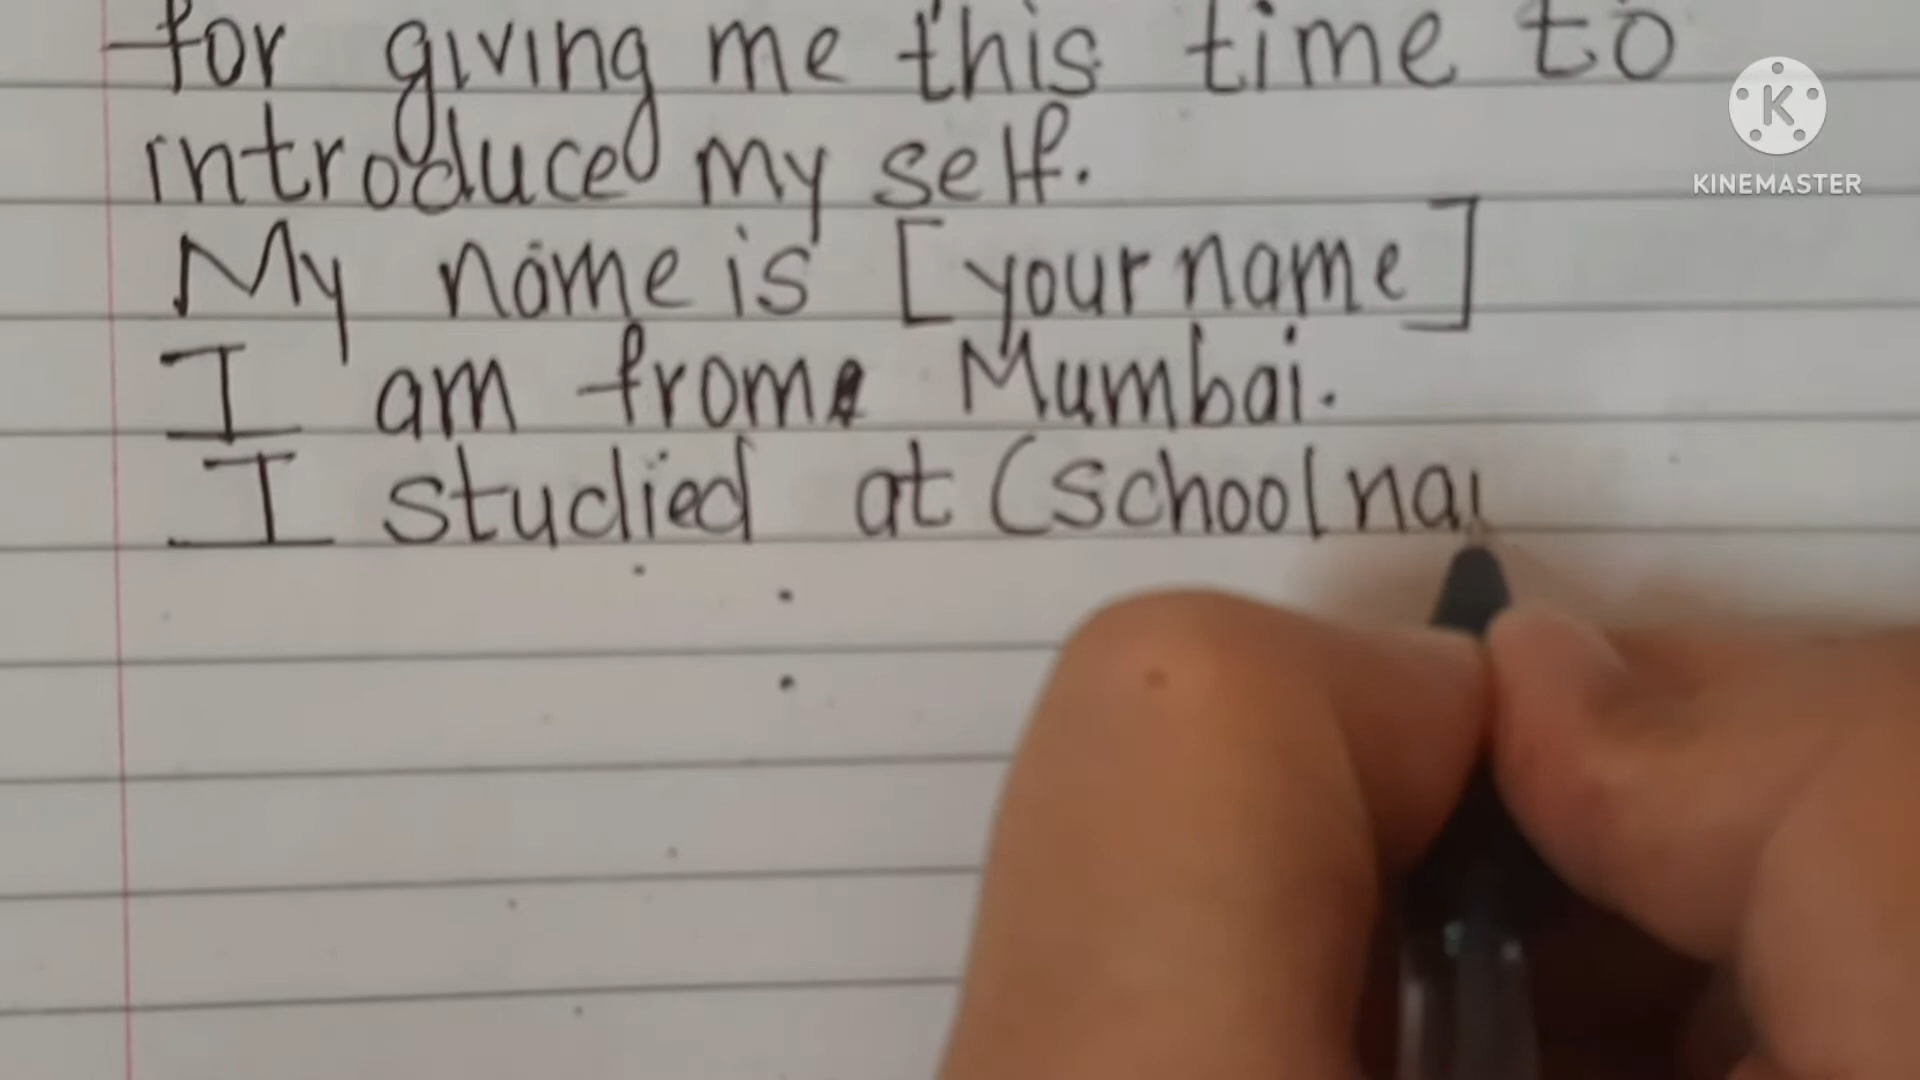 for giving me this time to
introduce my self.
My name is [your name]
I am from Mumbai.
I studied at (school na
KINEMASTER